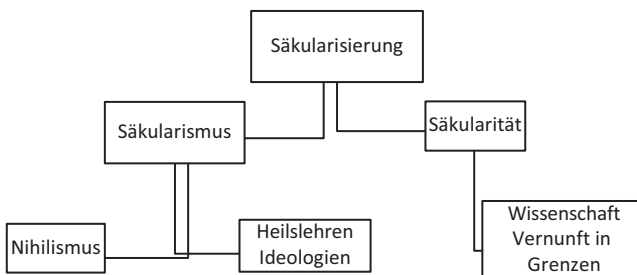 Säkularisierung
Säkularismus
Säkularität
Nihilismus
Heilslehren
Ideologien
Wissenschaft
Vernunft in
Grenzen